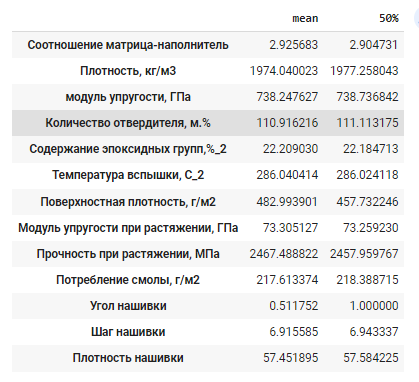 mean 50%
Соотношение матрица-наполнитель 2.925683 2.904731
Плотность, кг/м3 1974.040023 1977.258043
модуль упругости, ГПа 738.247627 738.736842
Количество отвердителя, м.% 110.916216 111.113175
Содержание эпоксидных групп,%_2 22.209030 22.184713
Температура вспышки, С_2 286.040414 286.024118
Поверхностная плотность, г/м2 482.993901 457.732246
Модуль упругости при растяжении, ГПа 73.305127 73.259230
Прочность при растяжении, МПа 2467.488822 2457.959767
Потребление смолы, г/м2 217.613374 218.388715
Угол нашивки 0.511752 1.000000
Шаг нашивки 6.915585 6.943337
Плотность нашивки 57.451895 57.584225